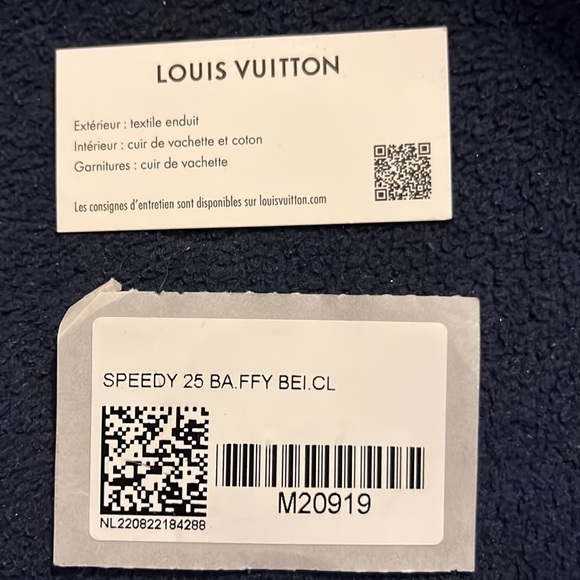 LOUIS VUITTON
Extérieur : textile enduit
Intérieur : cuir de vachette et coton
Garnitures : cuir de vachette
Les consignes d'entretien sont disponibles sur louisvuitton.com
SPEEDY 25 BA.FFY BEI.CL
M20919
NL220822184288